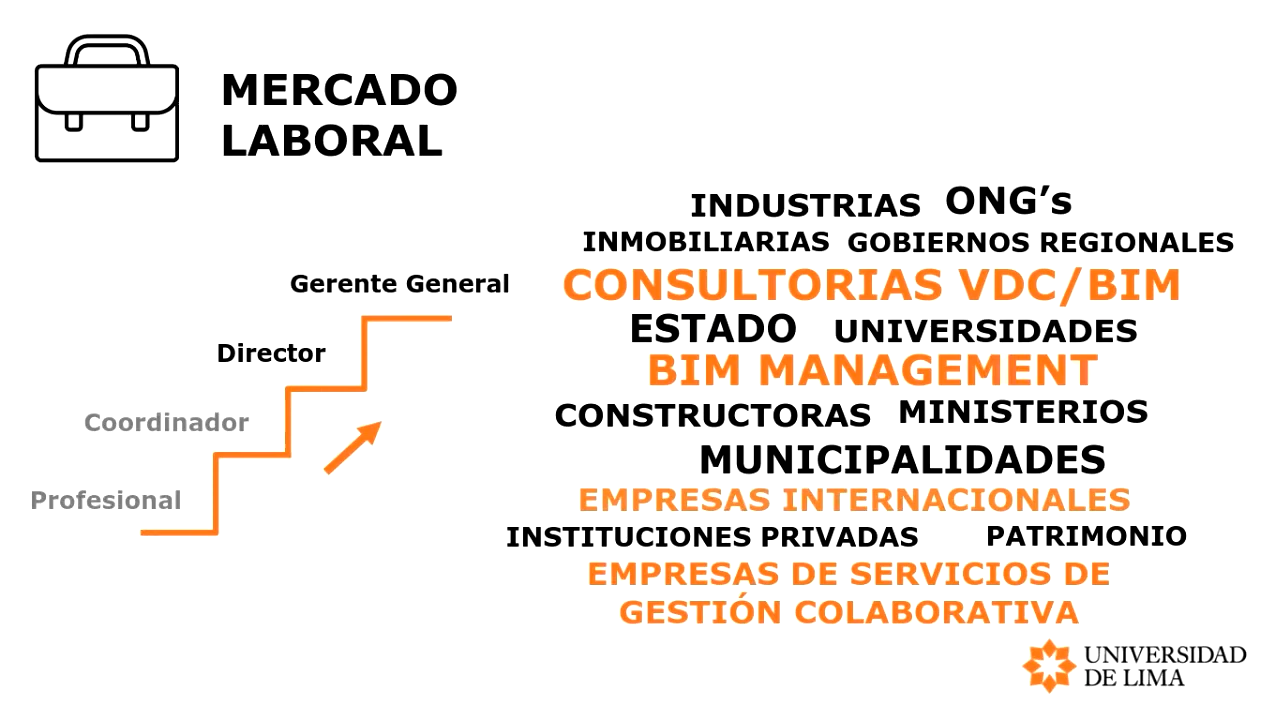 MERCADO
LABORAL
Gerente General
Director
Coordinador
Profesional
INDUSTRIAS ONG’s
INMOBILIARIAS GOBIERNOS REGIONALES
CONSULTORIAS VDC/BIM
ESTADO UNIVERSIDADES
BIM MANAGEMENT
CONSTRUCTORAS MINISTERIOS
MUNICIPALIDADES
EMPRESAS INTERNACIONALES
INSTITUCIONES PRIVADAS PATRIMONIO
EMPRESAS DE SERVICIOS DE
GESTIÓN COLABORATIVA
UNIVERSIDAD
DE LIMA